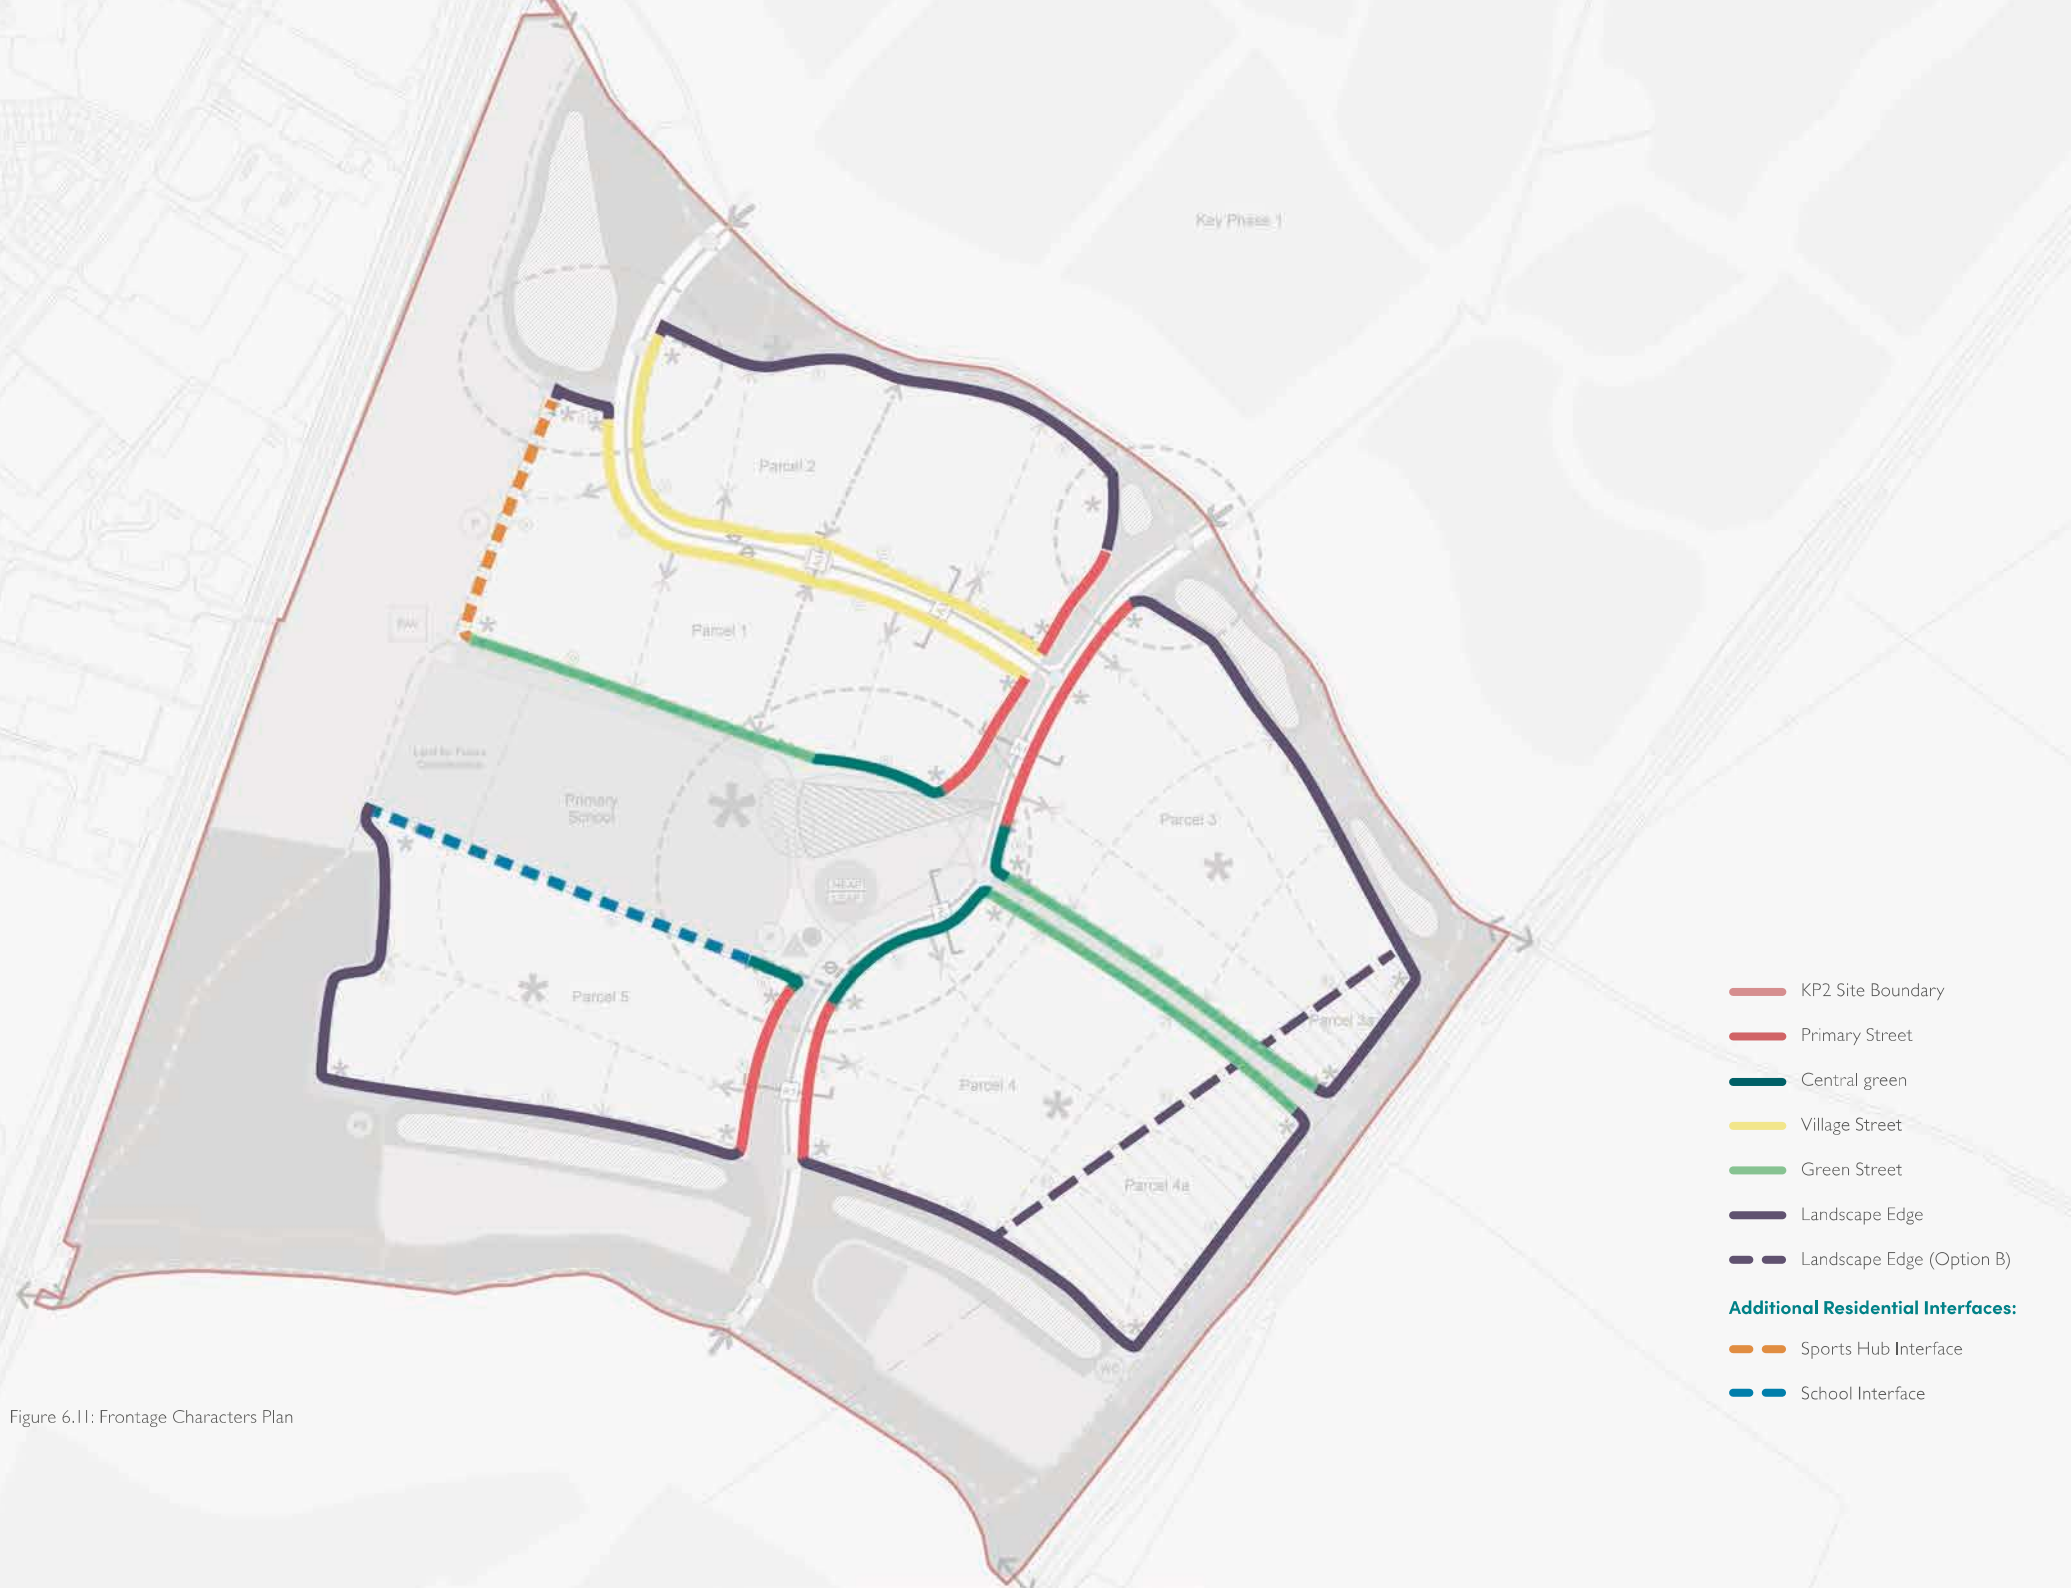 Key Phase 1
Parcel 2
Parcel 1
Primary
School
Parcel 3
Parcel 5
Parcel 3a
Parcel 4
Parcel 4a
KP2 Site Boundary
Primary Street
Central green
Village Street
Green Street
Landscape Edge
Landscape Edge (Option B)
Additional Residential Interfaces:
Sports Hub Interface
School Interface
Figure 6.11: Frontage Characters Plan